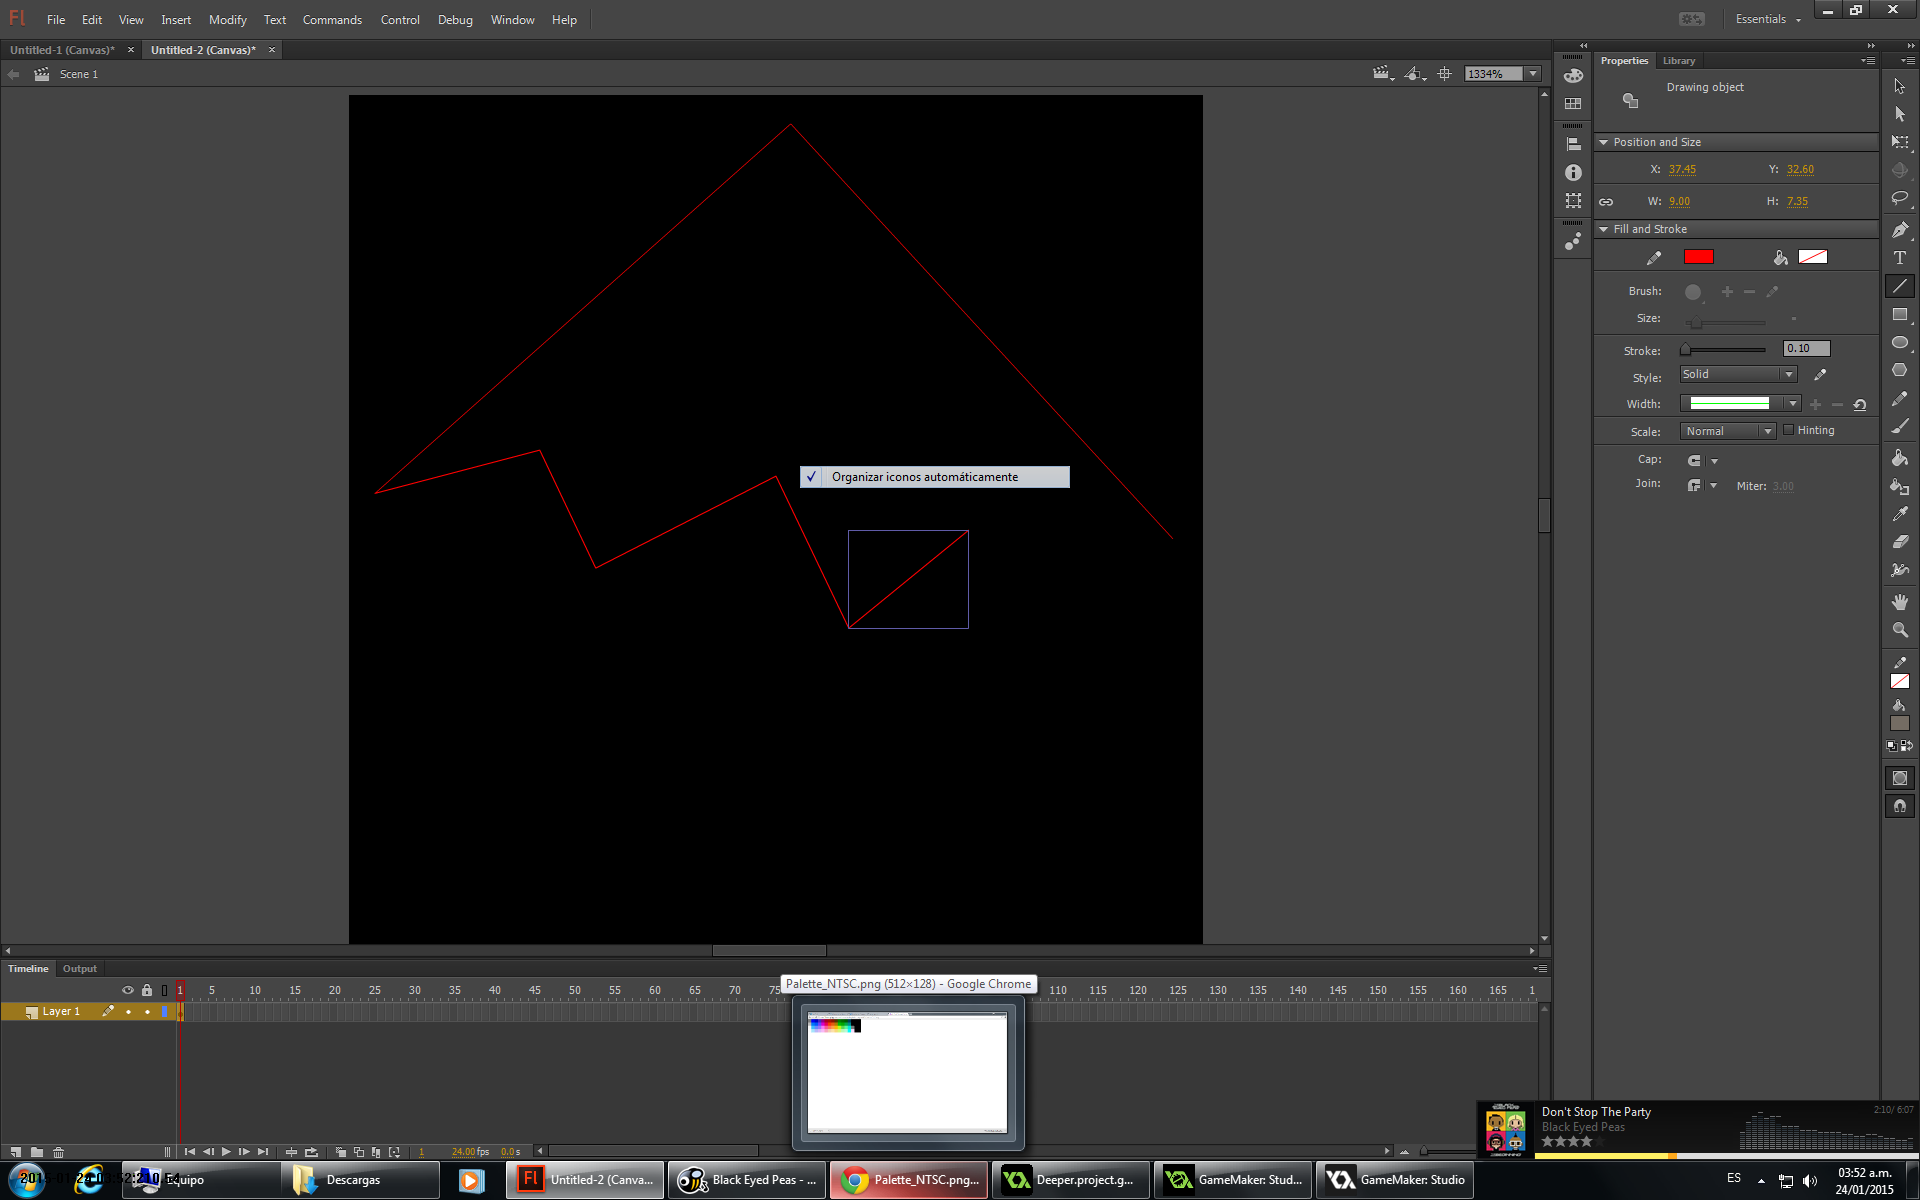 Fl File Edit View Insert Modify Text Commands Control Debug Window Help Essentials
Untitled-1 (Canvas)* × Untitled-2 (Canvas)* ×
Scene 1 1334%
Properties Library
Drawing object
Position and Size
X: 37.45 Y: 32.60
W: 9.00 H: 7.35
Fill and Stroke
Brush:
Size:
Stroke: 0.10
Style: Solid
Width:
Scale: Normal Hinting
Cap:
Join: Miter: 3.00
✓ Organizar iconos automáticamente
Timeline Output
1 5 10 15 20 25 30 35 40 45 50 55 60 65 70 75 110 115 120 125 130 135 140 145 150 155 160 165 1
Layer 1
Palette_NTSC.png (512×128) - Google Chrome
1 24.00 fps 0.0 s
Don't Stop The Party 2:10/ 6:07
Black Eyed Peas
Equipo Descargas Untitled-2 (Canva... Black Eyed Peas - ... Palette_NTSC.png... Deeper.project.g... GameMaker: Stud... GameMaker: Studio ES 03:52 a.m.
24/01/2015